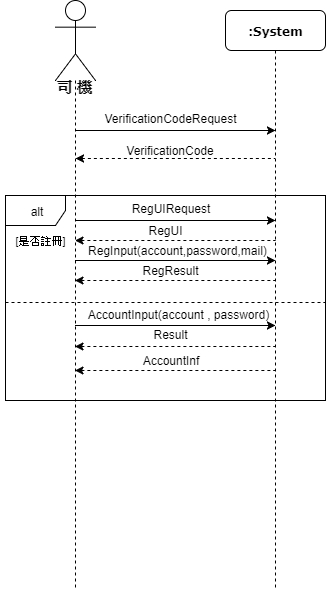 :System
司機
VerificationCodeRequest
VerificationCode
alt
RegUIRequest
[是否註冊]
RegUI
RegInput(account,password,mail)
RegResult
AccountInput(account , password)
Result
AccountInf